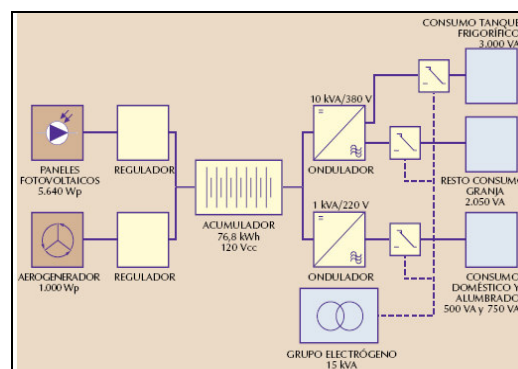 CONSUMO TANQUE
FRIGORÍFICO
3.000 VA
10 kVA/380 V
PANELES
FOTOVOLTAICOS
5.640 Wp
REGULADOR
ONDULADOR
RESTO CONSUMO
GRANJA
2.050 VA
ACUMULADOR
76,8 kWh
120 Vcc
1 kVA/220 V
AEROGENERADOR
1.000 Wp
REGULADOR
ONDULADOR
CONSUMO
DOMÉSTICO Y
ALUMBRADO
500 VA y 750 VA
GRUPO ELECTRÓGENO
15 kVA